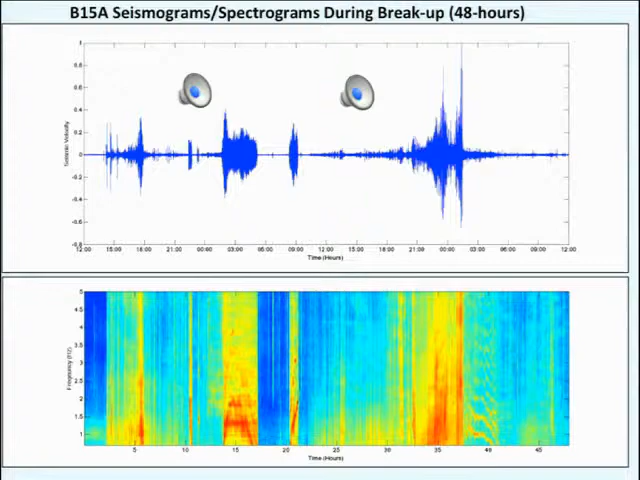 B15A Seismograms/Spectrograms During Break-up (48-hours)
1
0.8
0.6
0.4
0.2
0
-0.2
-0.4
-0.6
-0.8
Seismic Velocity
12:00 15:00 18:00 21:00 00:00 03:00 06:00 09:00 12:00 15:00 18:00 21:00 00:00 03:00 06:00 09:00 12:00
Time (Hours)
5
4.5
4
3.5
3
2.5
2
1.5
1
Frequency (HZ)
5 10 15 20 25 30 35 40 45
Time (Hours)